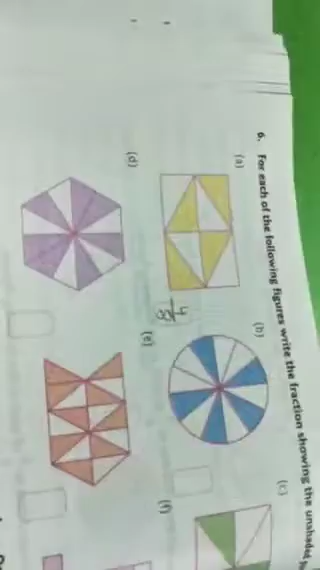 6. For each of the following figures write the fraction showing the unshaded
(a)
(b)
(c)
4/8
(d)
(e)
(f)